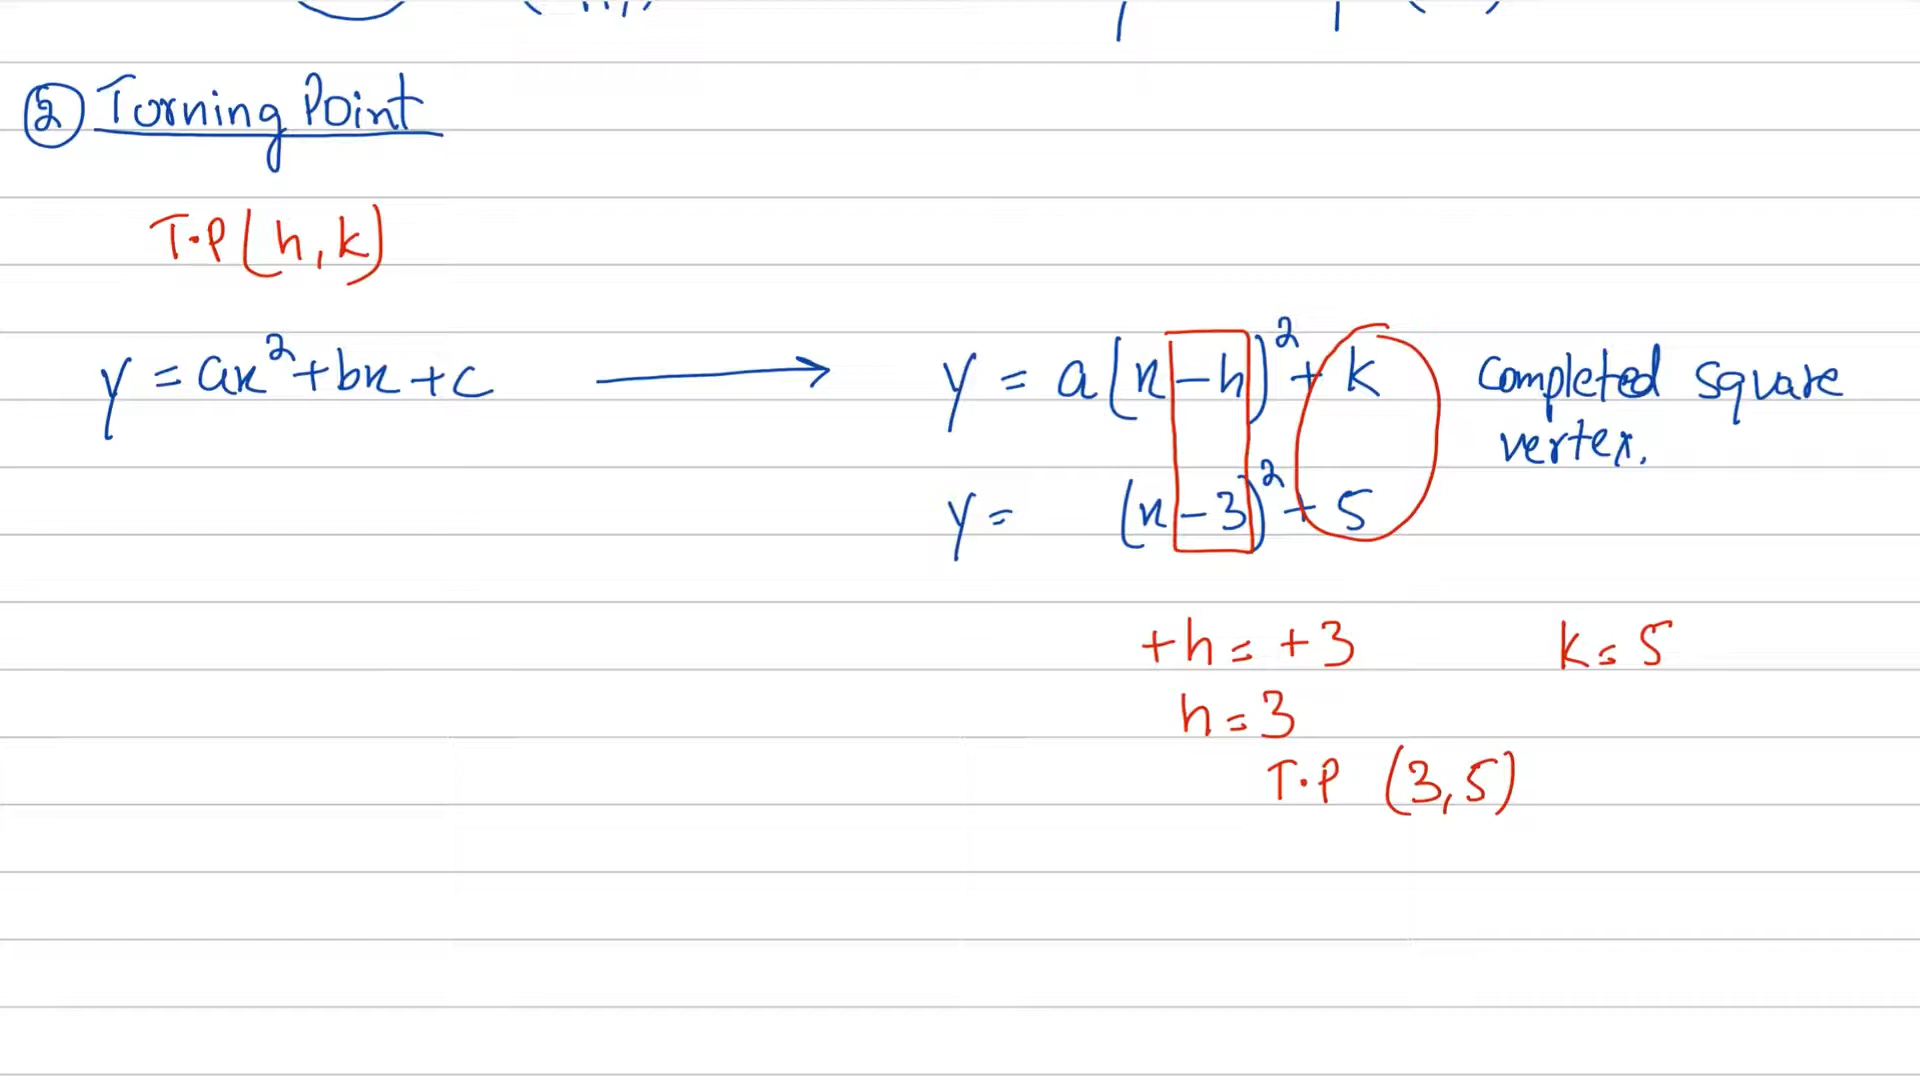 ② Turning Point
T.P (h, k)
y = ax² + bx + c → y = a(x - h)² + k completed square
vertex.
y = (x - 3)² + 5
+h = +3 k = 5
h = 3
T.P (3, 5)